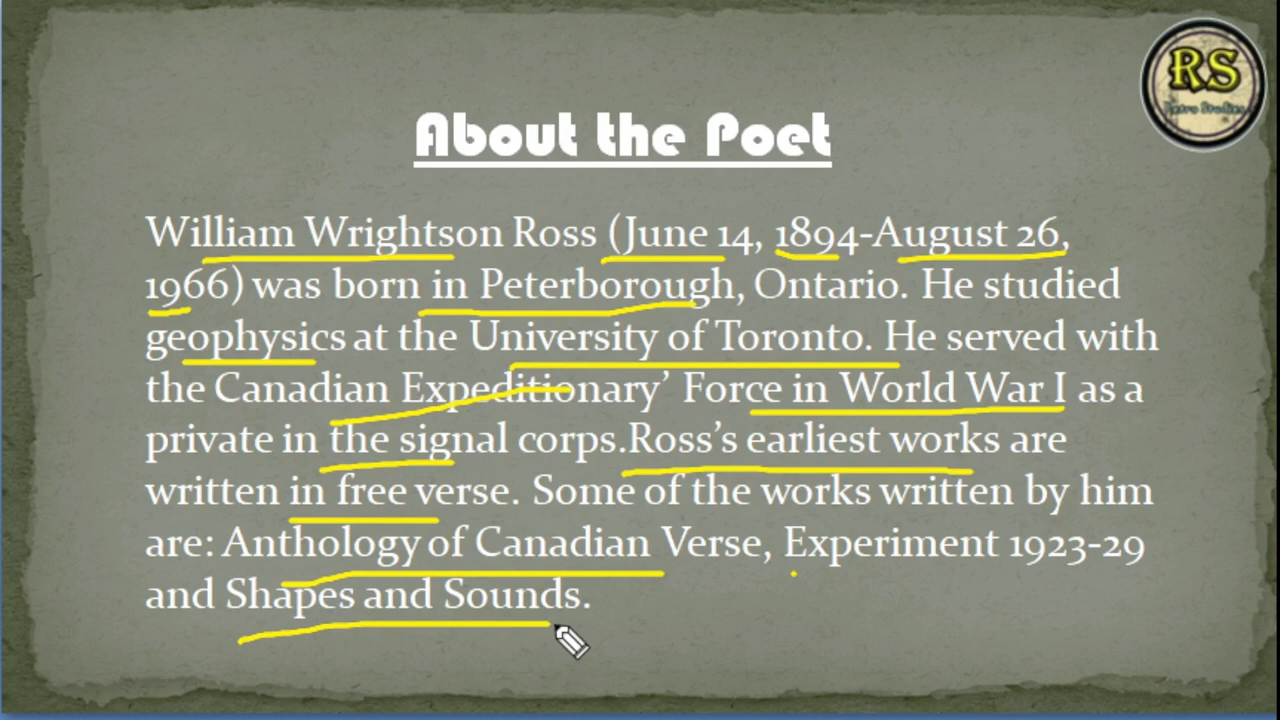 RS
Retro Studies
About the Poet
William Wrightson Ross (June 14, 1894-August 26,
1966) was born in Peterborough, Ontario. He studied
geophysics at the University of Toronto. He served with
the Canadian Expeditionary’ Force in World War I as a
private in the signal corps.Ross’s earliest works are
written in free verse. Some of the works written by him
are: Anthology of Canadian Verse, Experiment 1923-29
and Shapes and Sounds.